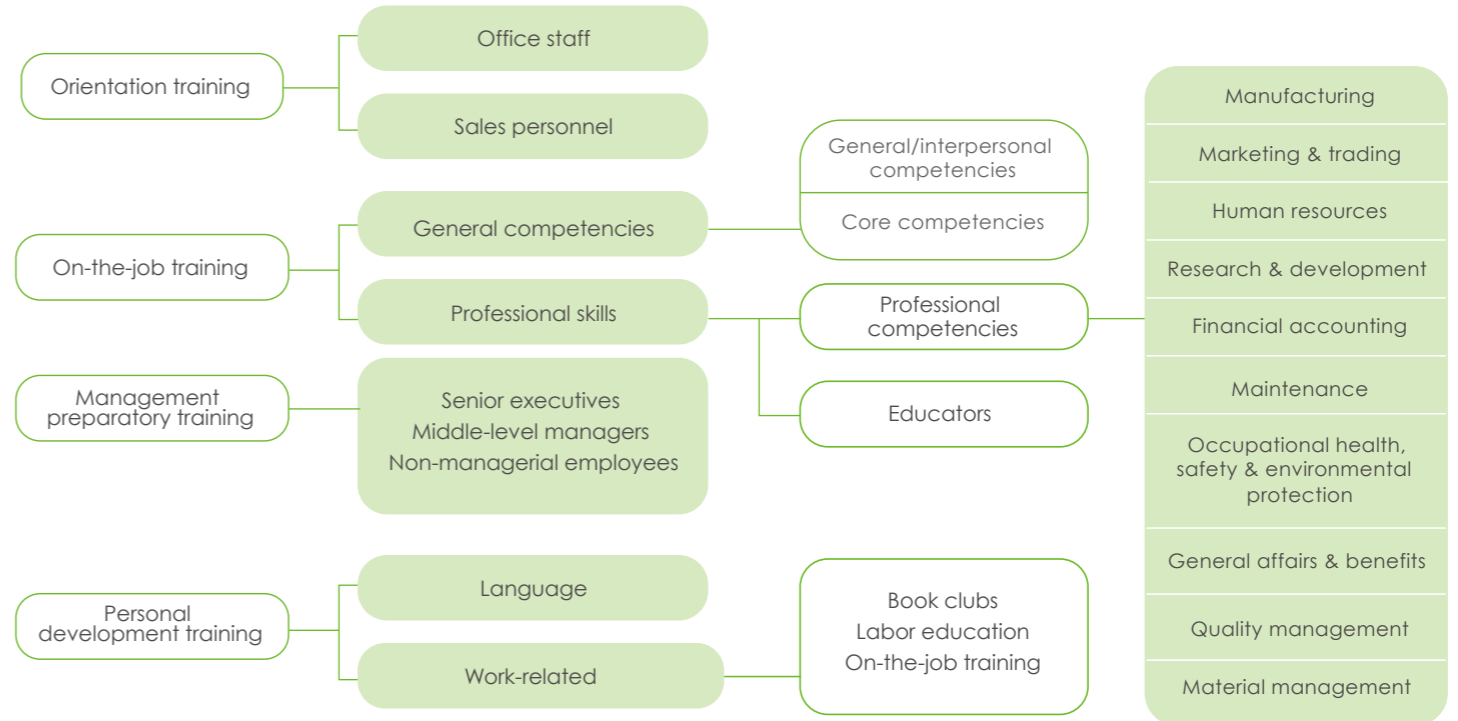 Orientation training
Office staff
Sales personnel
On-the-job training
General competencies
General/interpersonal
competencies
Core competencies
Professional skills
Professional
competencies
Educators
Management
preparatory training
Senior executives
Middle-level managers
Non-managerial employees
Personal
development training
Language
Work-related
Book clubs
Labor education
On-the-job training
Manufacturing
Marketing & trading
Human resources
Research & development
Financial accounting
Maintenance
Occupational health,
safety & environmental
protection
General affairs & benefits
Quality management
Material management